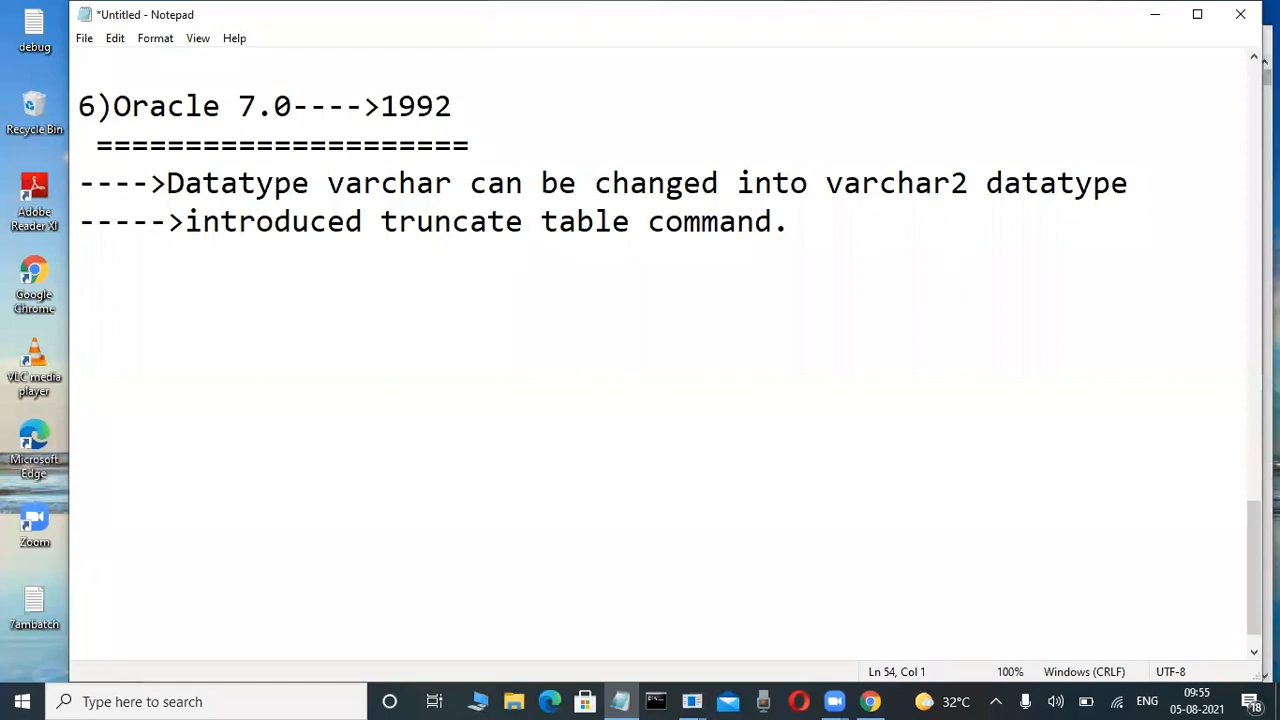 *Untitled - Notepad
File Edit Format View Help
6)Oracle 7.0---->1992
=====================
---->Datatype varchar can be changed into varchar2 datatype
----->introduced truncate table command.
debug
Recycle Bin
Adobe
Reader XI
Google
Chrome
VLC media
player
Microsoft
Edge
Zoom
7ambatch
Ln 54, Col 1 100% Windows (CRLF) UTF-8
Type here to search
32°C
ENG
09:55
05-08-2021
18